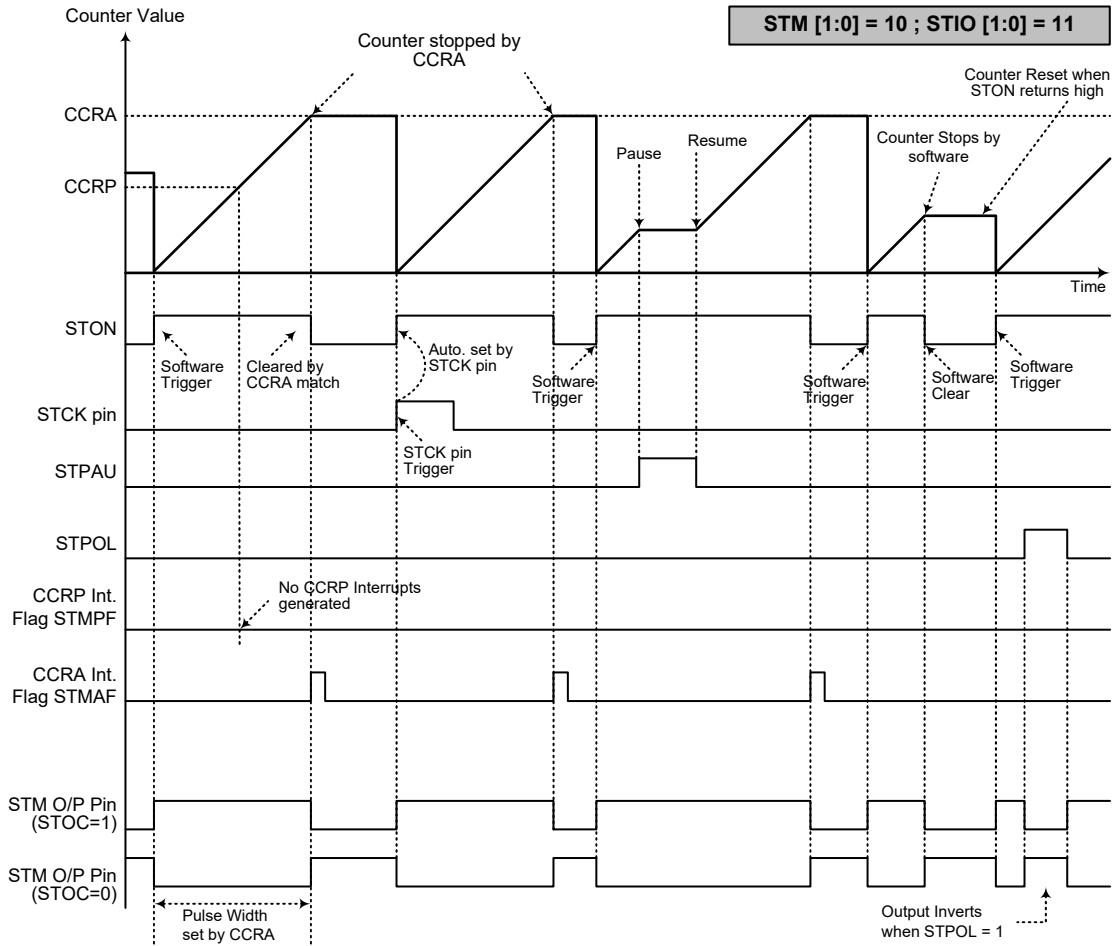 Counter Value
STM [1:0] = 10 ; STIO [1:0] = 11
Counter stopped by
CCRA
Counter Reset when
STON returns high
CCRA
Pause
Resume
Counter Stops by
software
CCRP
Time
STON
Software
Trigger
Cleared by
CCRA match
Auto. set by
STCK pin
Software
Trigger
Software
Trigger
Software
Clear
Software
Trigger
STCK pin
STCK pin
Trigger
STPAU
STPOL
CCRP Int.
Flag STMPF
No CCRP Interrupts
generated
CCRA Int.
Flag STMAF
STM O/P Pin
(STOC=1)
STM O/P Pin
(STOC=0)
Pulse Width
set by CCRA
Output Inverts
when STPOL = 1